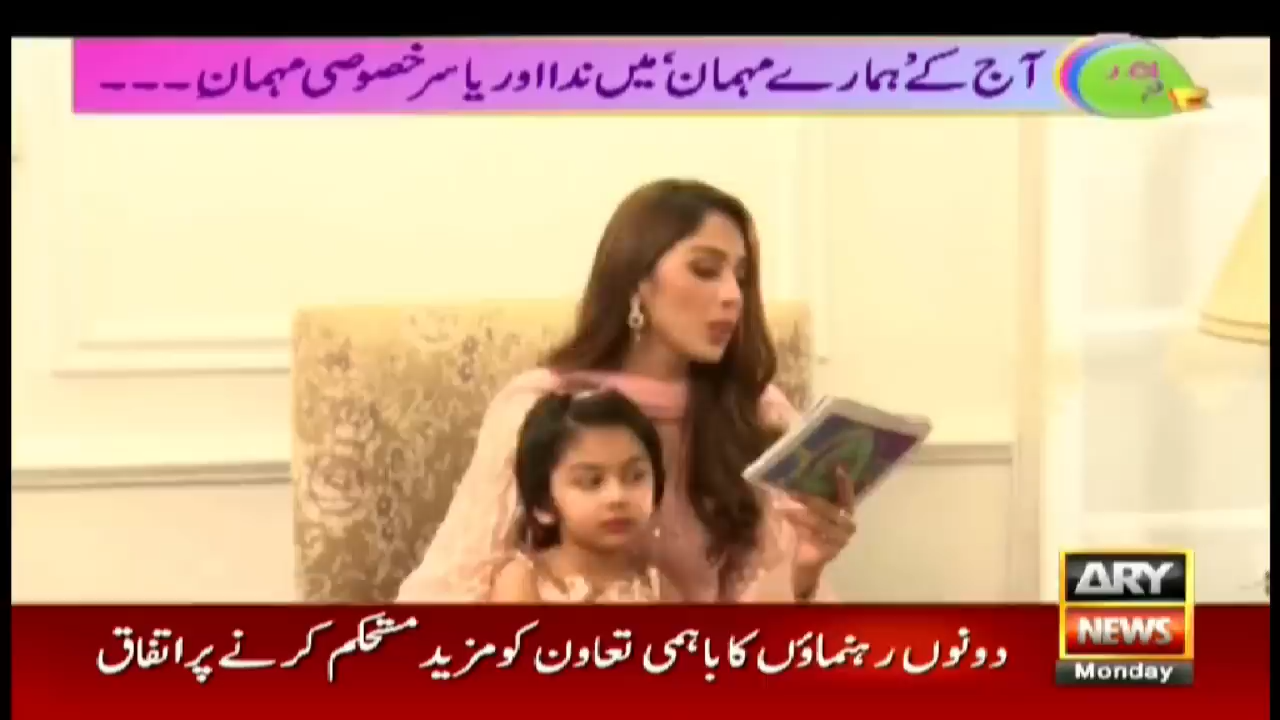 آج کے ’ہمارے مہمان‘ میں ندا اور یاسر خصوصی مہمان۔۔۔
ARY
NEWS
Monday
دونوں رہنماؤں کا باہمی تعاون کو مزید مستحکم کرنے پر اتفاق